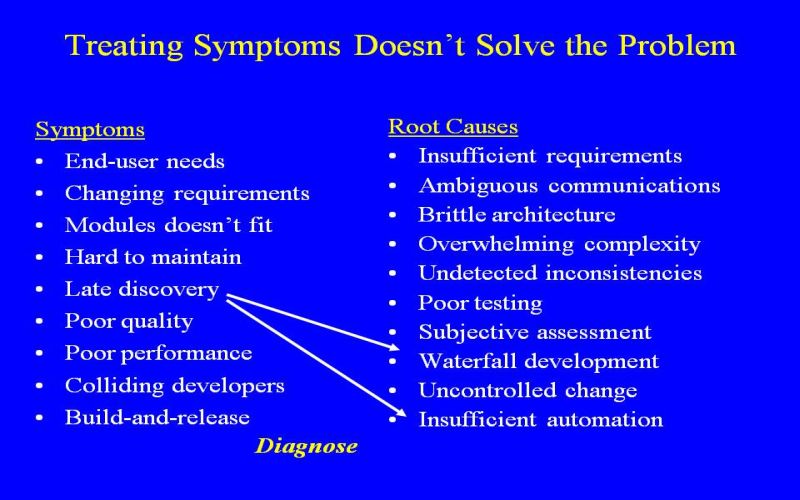 Treating Symptoms Doesn’t Solve the Problem
Symptoms
• End-user needs
• Changing requirements
• Modules doesn’t fit
• Hard to maintain
• Late discovery
• Poor quality
• Poor performance
• Colliding developers
• Build-and-release
Root Causes
• Insufficient requirements
• Ambiguous communications
• Brittle architecture
• Overwhelming complexity
• Undetected inconsistencies
• Poor testing
• Subjective assessment
• Waterfall development
• Uncontrolled change
• Insufficient automation
Diagnose